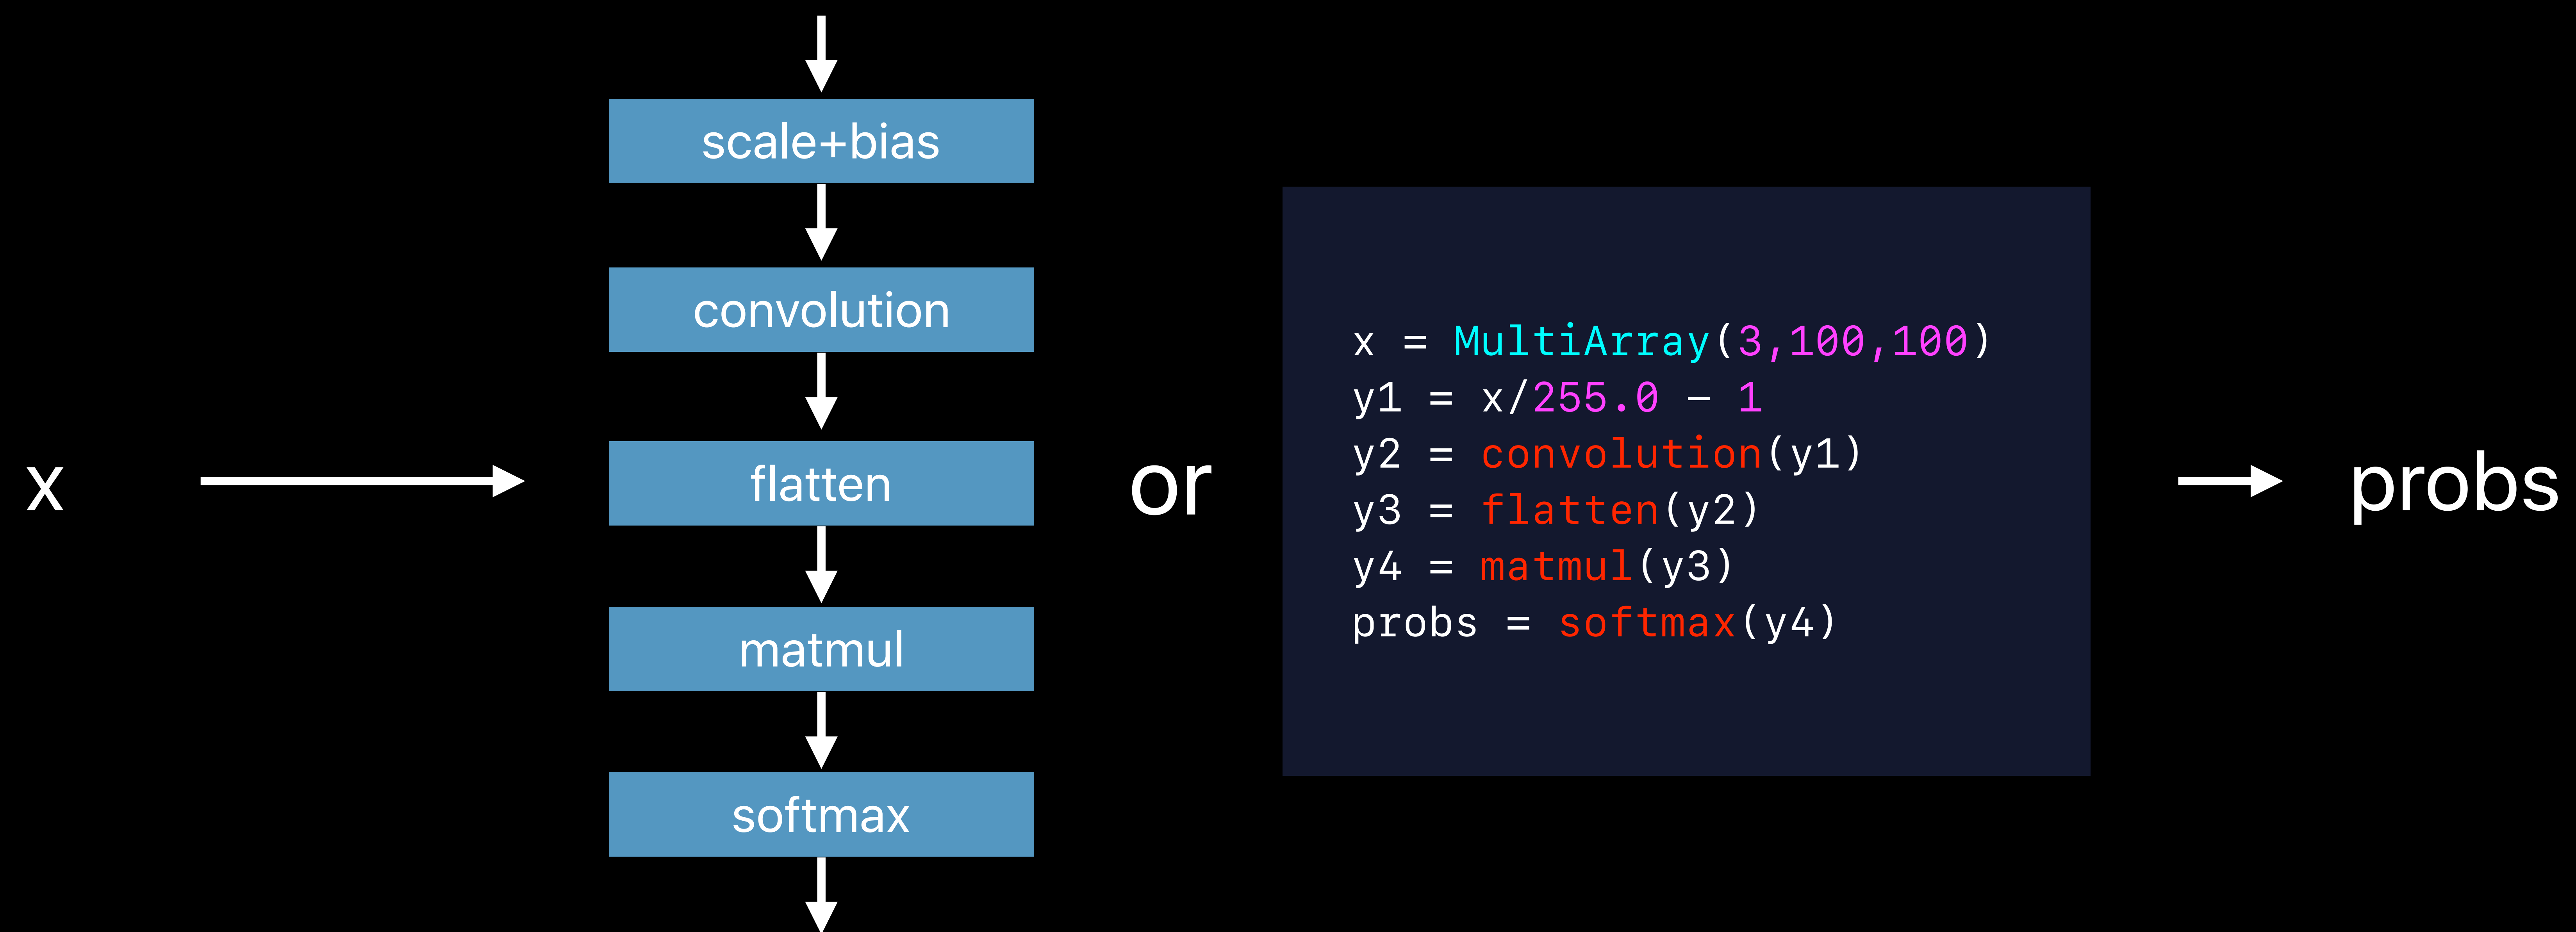 x
scale+bias
convolution
flatten
matmul
softmax
or
x = MultiArray(3,100,100)
y1 = x/255.0 − 1
y2 = convolution(y1)
y3 = flatten(y2)
y4 = matmul(y3)
probs = softmax(y4)
probs